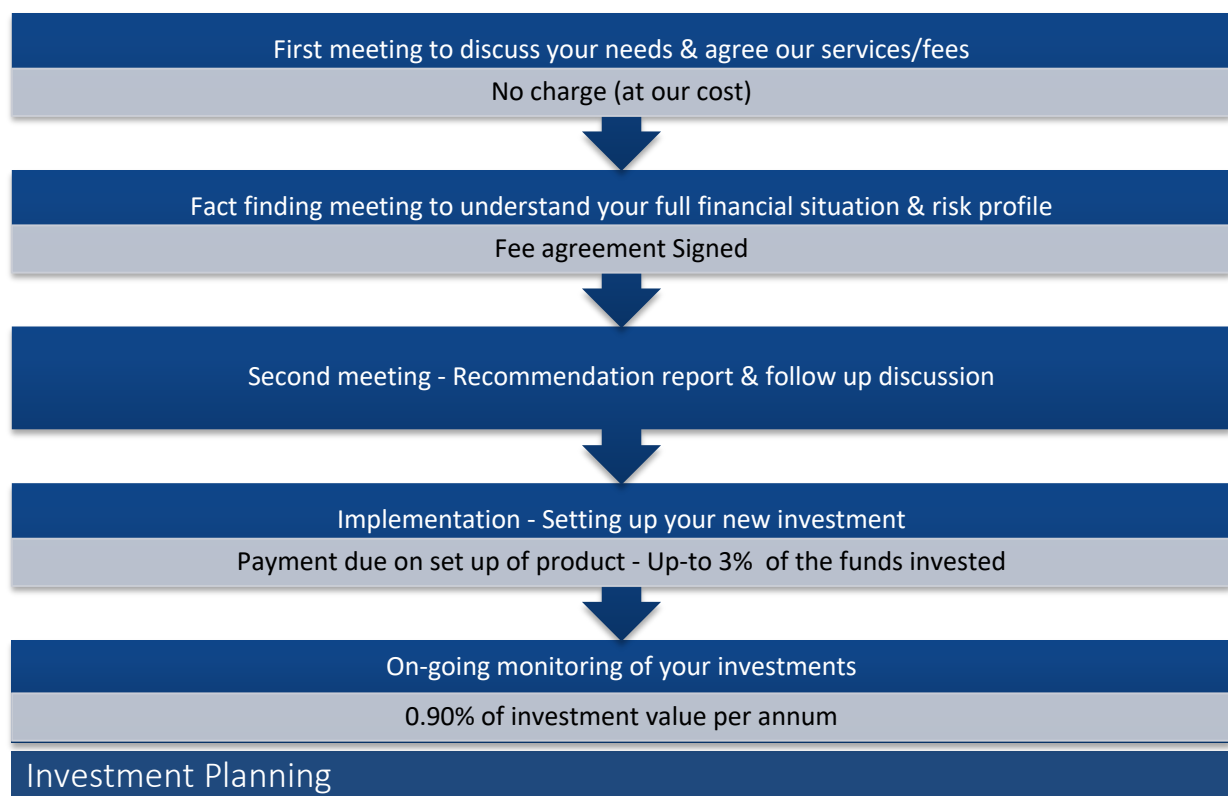 First meeting to discuss your needs & agree our services/fees
No charge (at our cost)
Fact finding meeting to understand your full financial situation & risk profile
Fee agreement Signed
Second meeting - Recommendation report & follow up discussion
Implementation - Setting up your new investment
Payment due on set up of product - Up-to 3%  of the funds invested
On-going monitoring of your investments
0.90% of investment value per annum
Investment Planning